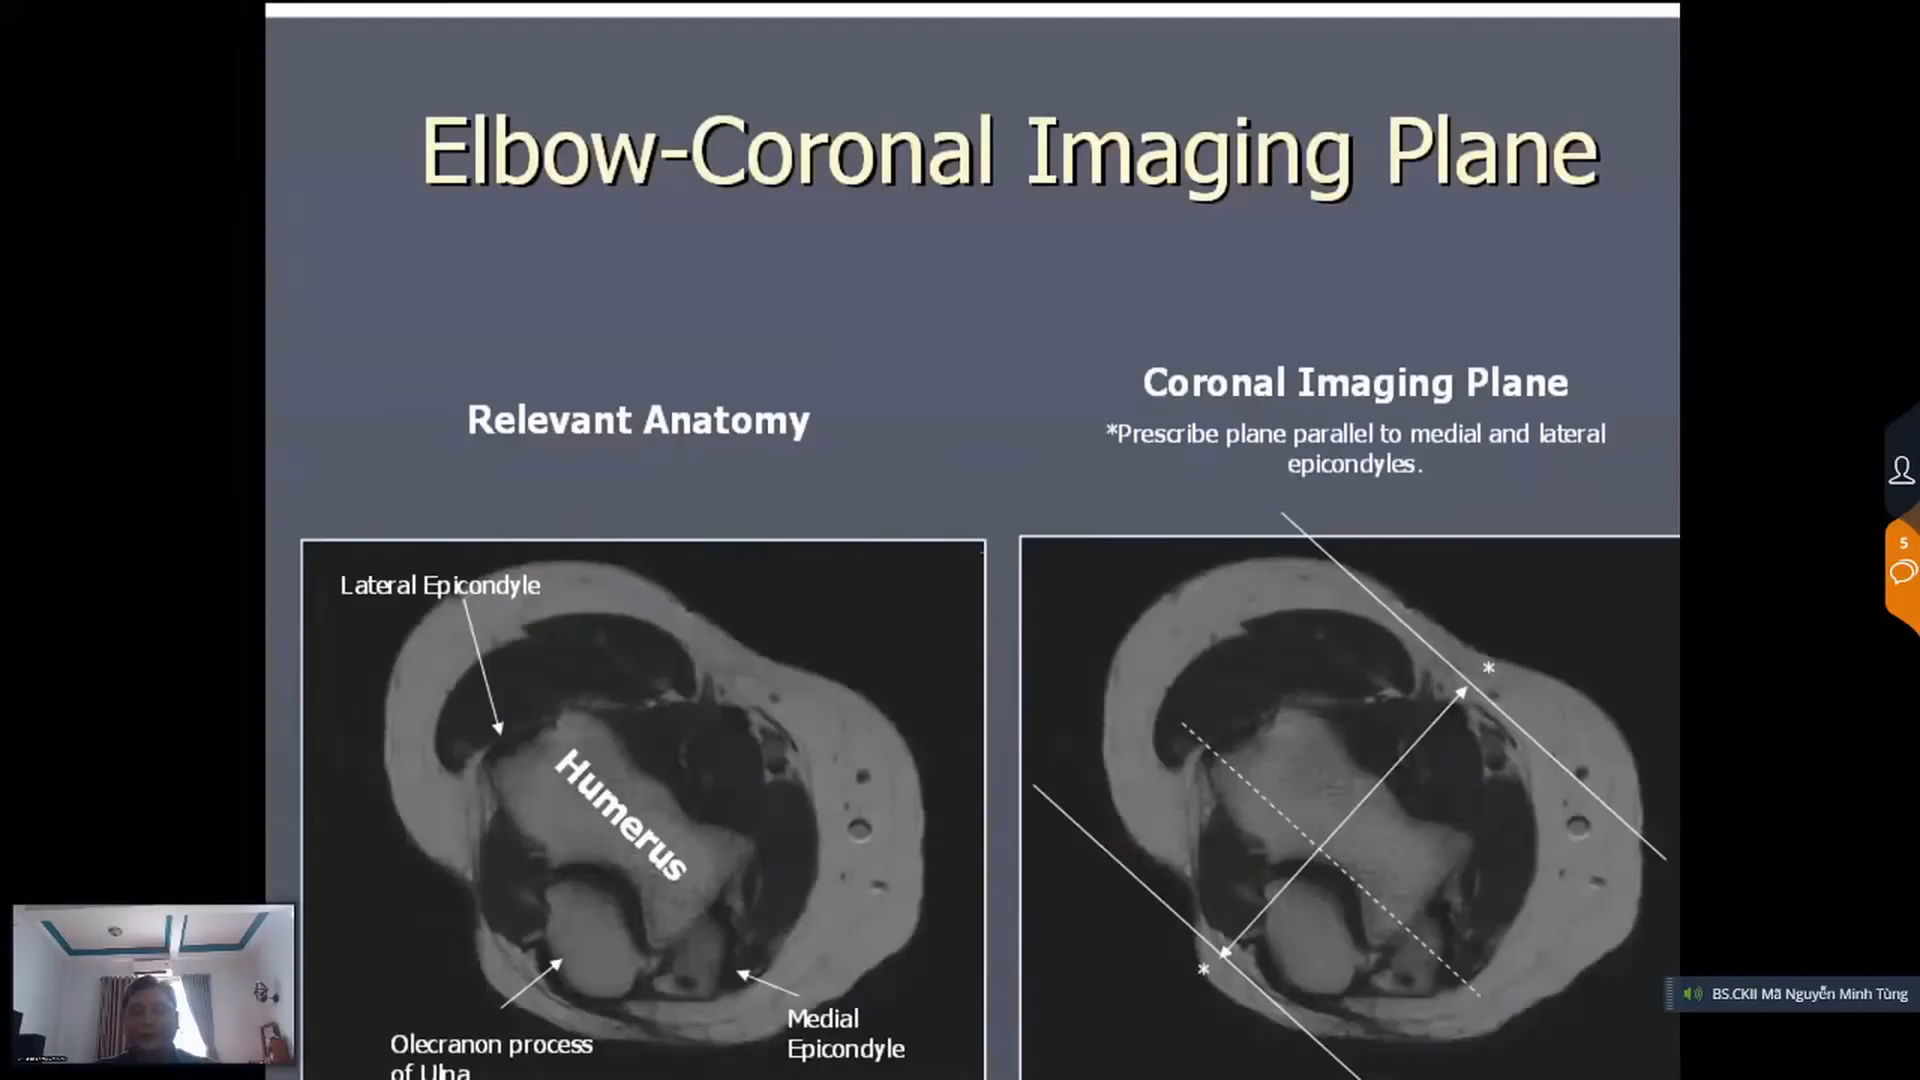 Elbow-Coronal Imaging Plane
Relevant Anatomy
Coronal Imaging Plane
*Prescribe plane parallel to medial and lateral
epicondyles.
Lateral Epicondyle
Humerus
Olecranon process
of Ulna
Medial
Epicondyle
*
*
5
BS.CKII Mã Nguyễn Minh Tùng